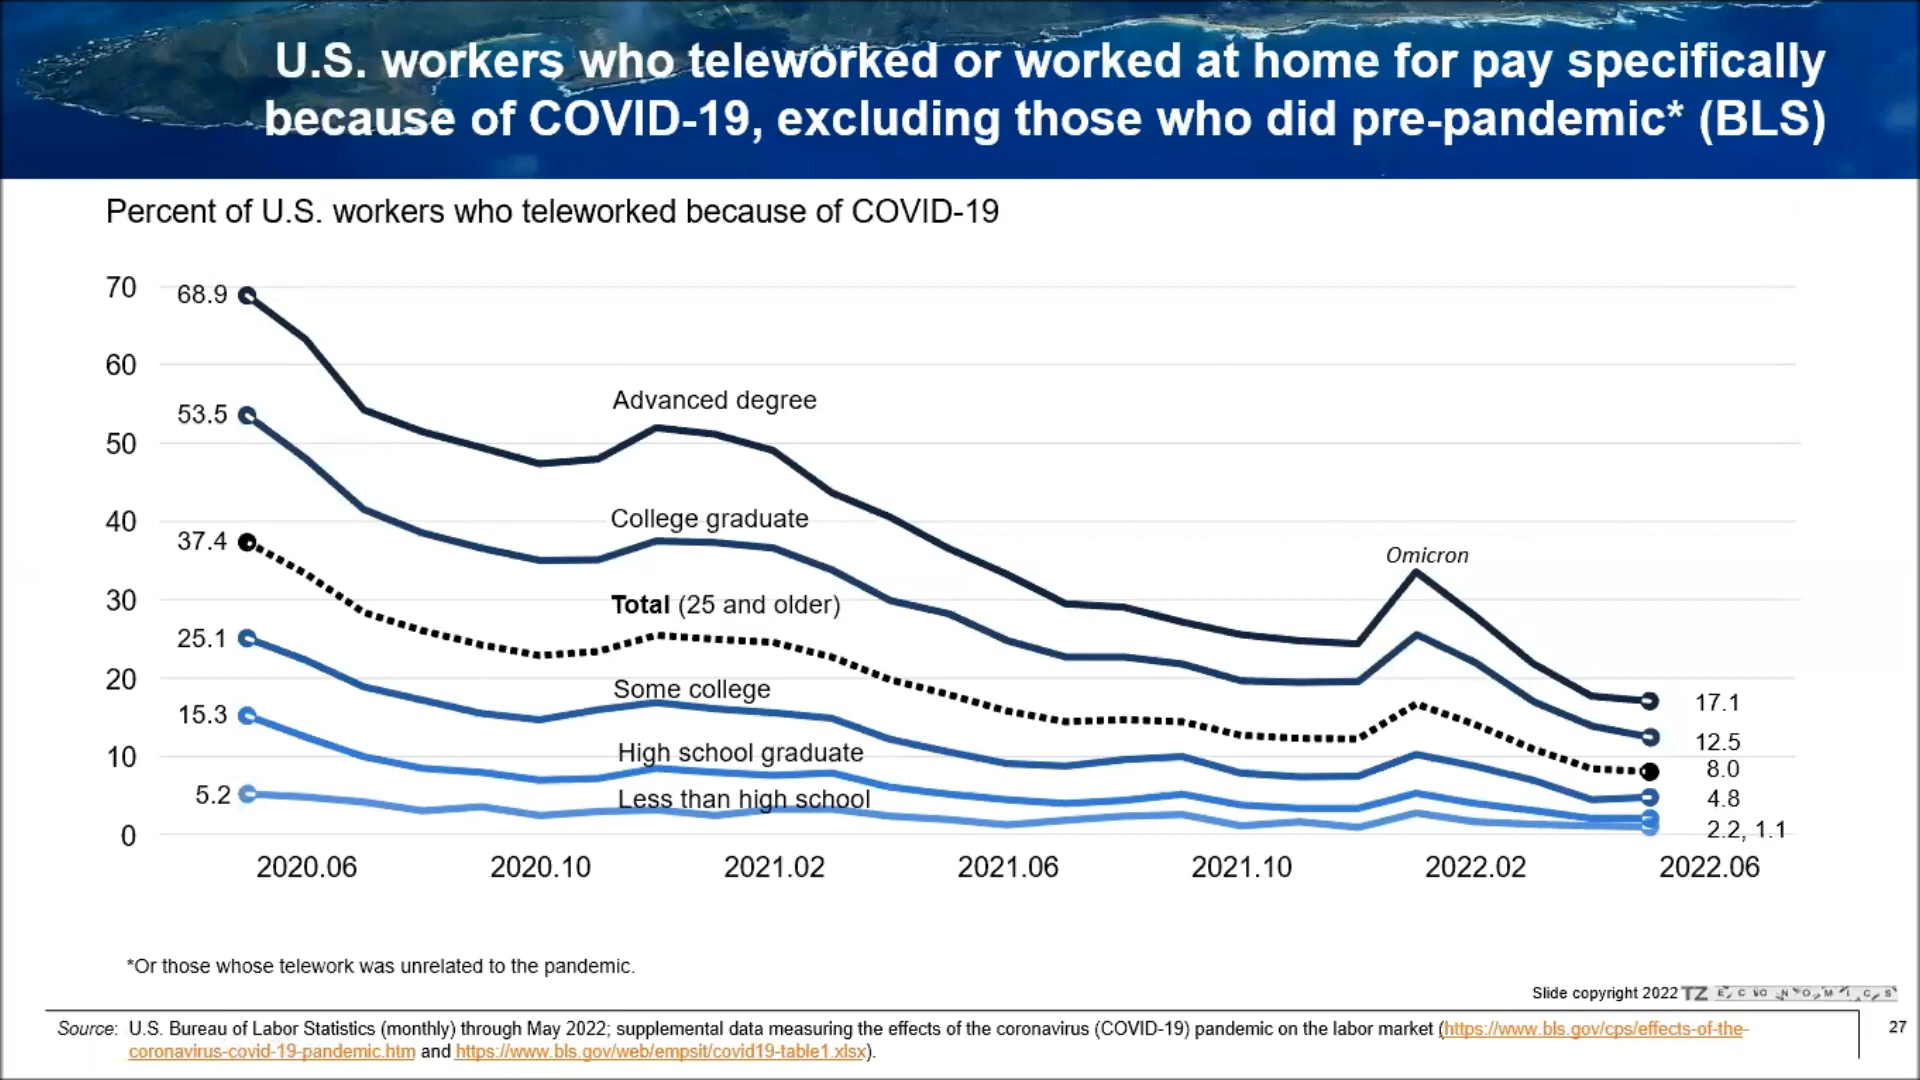 U.S. workers who teleworked or worked at home for pay specifically
because of COVID-19, excluding those who did pre-pandemic* (BLS)
Percent of U.S. workers who teleworked because of COVID-19
70
68.9
60
Advanced degree
53.5
50
College graduate
40
37.4
Omicron
30
Total (25 and older)
25.1
20
Some college
17.1
15.3
12.5
High school graduate
10
8.0
5.2
Less than high school
4.8
0
2.2, 1.1
2020.06 2020.10 2021.02 2021.06 2021.10 2022.02 2022.06
*Or those whose telework was unrelated to the pandemic.
Slide copyright 2022 TZ ECONOMICS
Source: U.S. Bureau of Labor Statistics (monthly) through May 2022; supplemental data measuring the effects of the coronavirus (COVID-19) pandemic on the labor market (https://www.bls.gov/cps/effects-of-the-
coronavirus-covid-19-pandemic.htm and https://www.bls.gov/web/empsit/covid19-table1.xlsx).
27